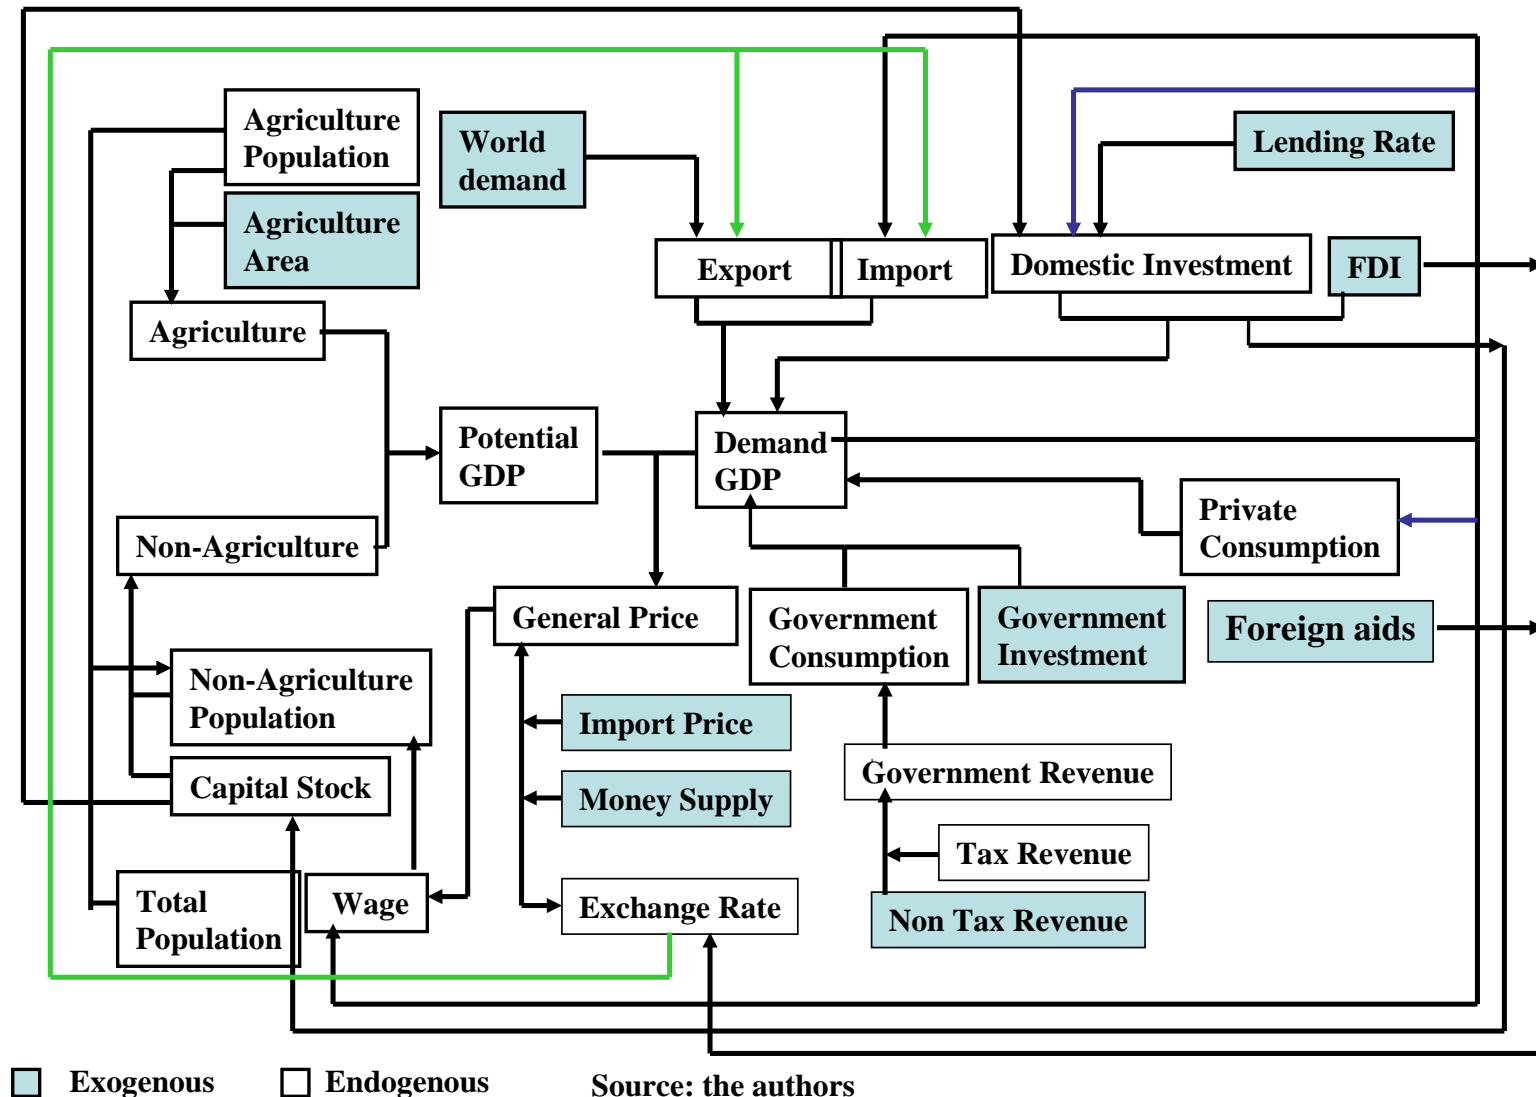 Agriculture
Population
World
demand
Lending Rate
Agriculture
Area
Export
Import
Domestic Investment
FDI
Agriculture
Potential
GDP
Demand
GDP
Private
Consumption
Non-Agriculture
General Price
Government
Consumption
Government
Investment
Foreign aids
Non-Agriculture
Population
Import Price
Government Revenue
Capital Stock
Money Supply
Tax Revenue
Total
Population
Wage
Exchange Rate
Non Tax Revenue
Exogenous
Endogenous
Source: the authors